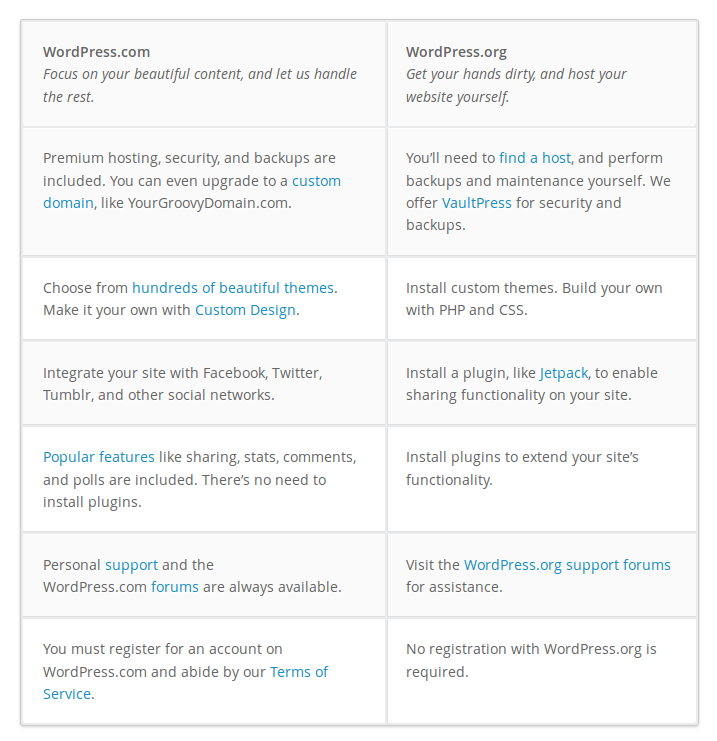 WordPress.com
Focus on your beautiful content, and let us handle
the rest.
WordPress.org
Get your hands dirty, and host your
website yourself.
Premium hosting, security, and backups are
included. You can even upgrade to a custom
domain, like YourGroovyDomain.com.
You’ll need to find a host, and perform
backups and maintenance yourself. We
offer VaultPress for security and
backups.
Choose from hundreds of beautiful themes.
Make it your own with Custom Design.
Install custom themes. Build your own
with PHP and CSS.
Integrate your site with Facebook, Twitter,
Tumblr, and other social networks.
Install a plugin, like Jetpack, to enable
sharing functionality on your site.
Popular features like sharing, stats, comments,
and polls are included. There’s no need to
install plugins.
Install plugins to extend your site’s
functionality.
Personal support and the
WordPress.com forums are always available.
Visit the WordPress.org support forums
for assistance.
You must register for an account on
WordPress.com and abide by our Terms of
Service.
No registration with WordPress.org is
required.